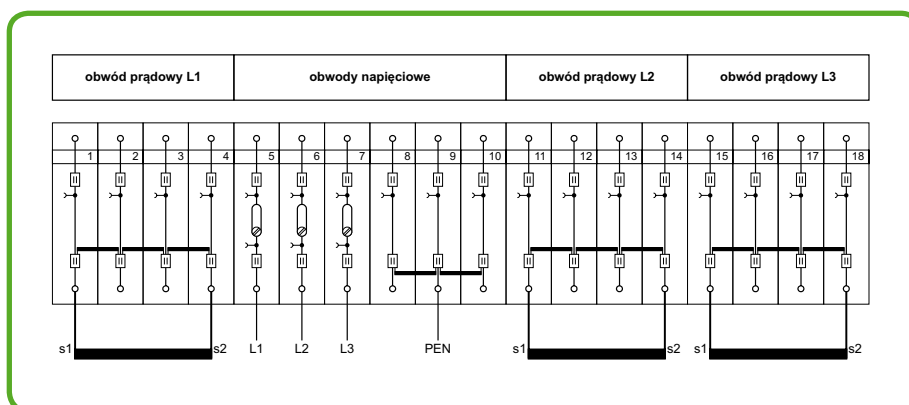 obwód prądowy L1 obwody napięciowe obwód prądowy L2 obwód prądowy L3
1 2 3 4 5 6 7 8 9 10 11 12 13 14 15 16 17 18
s1 s2 L1 L2 L3 PEN s1 s2 s1 s2